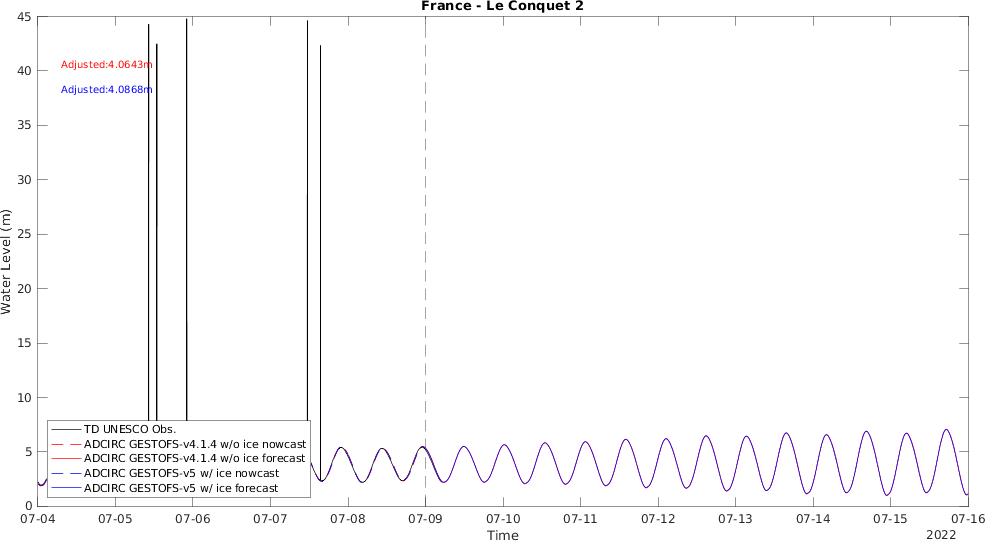 France - Le Conquet 2
45
40
35
30
25
20
15
10
5
0
Water Level (m)
Adjusted:4.0643m
Adjusted:4.0868m
TD UNESCO Obs.
ADCIRC GESTOFS-v4.1.4 w/o ice nowcast
ADCIRC GESTOFS-v4.1.4 w/o ice forecast
ADCIRC GESTOFS-v5 w/ ice nowcast
ADCIRC GESTOFS-v5 w/ ice forecast
07-04 07-05 07-06 07-07 07-08 07-09 07-10 07-11 07-12 07-13 07-14 07-15 07-16
Time
2022